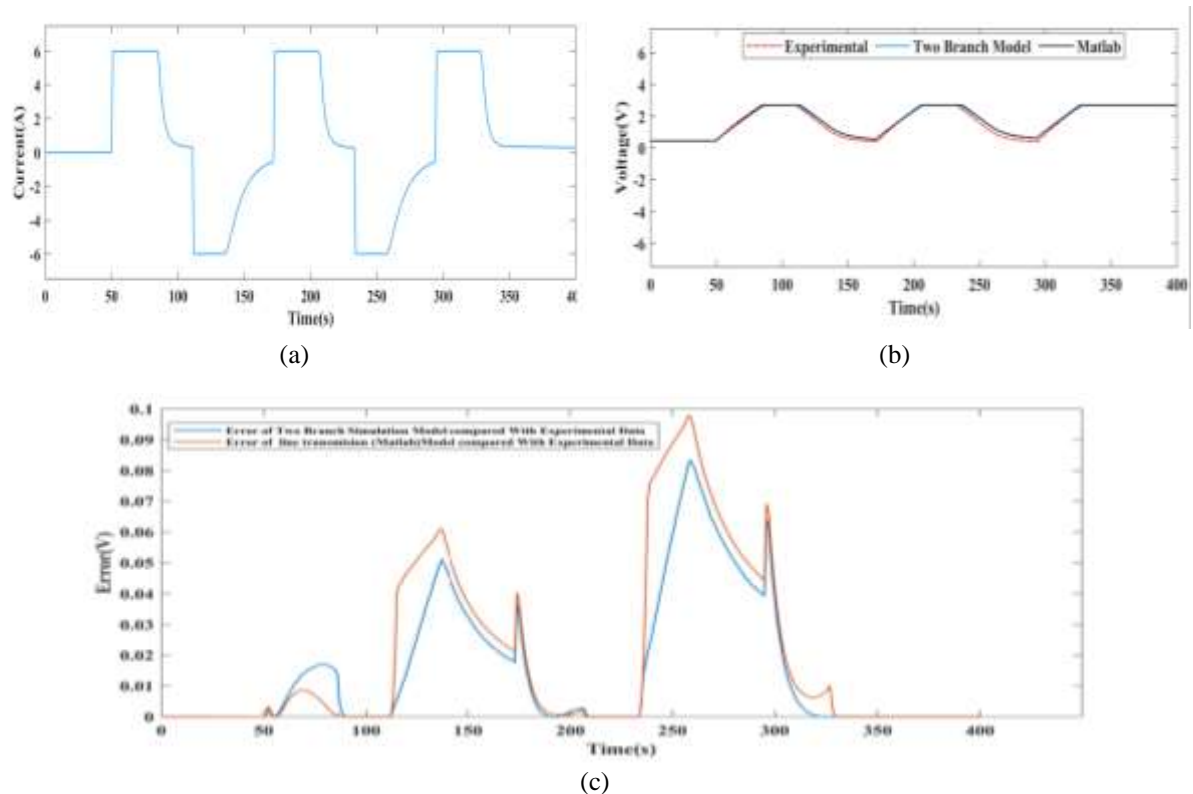 Current(A)
6
4
2
0
-2
-4
-6
0 50 100 150 200 250 300 350 40
Time(s)
(a)
Voltage(V)
6
4
2
0
-2
-4
-6
Experimental Two Branch Model Matlab
0 50 100 150 200 250 300 350 400
Time(s)
(b)
Error(V)
0.1
0.09
0.08
0.07
0.06
0.05
0.04
0.03
0.02
0.01
0
Error of Two Branch Simulation Model compared With Experimental Data
Error of line transmision (Matlab)Model compared With Experimental Data
0 50 100 150 200 250 300 350 400
Time(s)
(c)